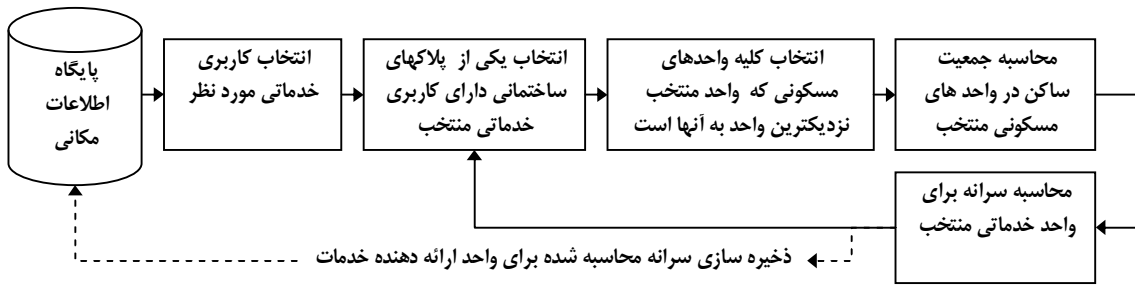 پایگاه
اطلاعات
مکانی
انتخاب کاربری
خدماتی مورد نظر
انتخاب یکی از پلاکهای
ساختمانی دارای کاربری
خدماتی منتخب
انتخاب کلیه واحدهای
مسکونی که واحد منتخب
نزدیکترین واحد به آنها است
محاسبه جمعیت
ساکن در واحد های
مسکونی منتخب
محاسبه سرانه برای
واحد خدماتی منتخب
ذخیره سازی سرانه محاسبه شده برای واحد ارائه دهنده خدمات